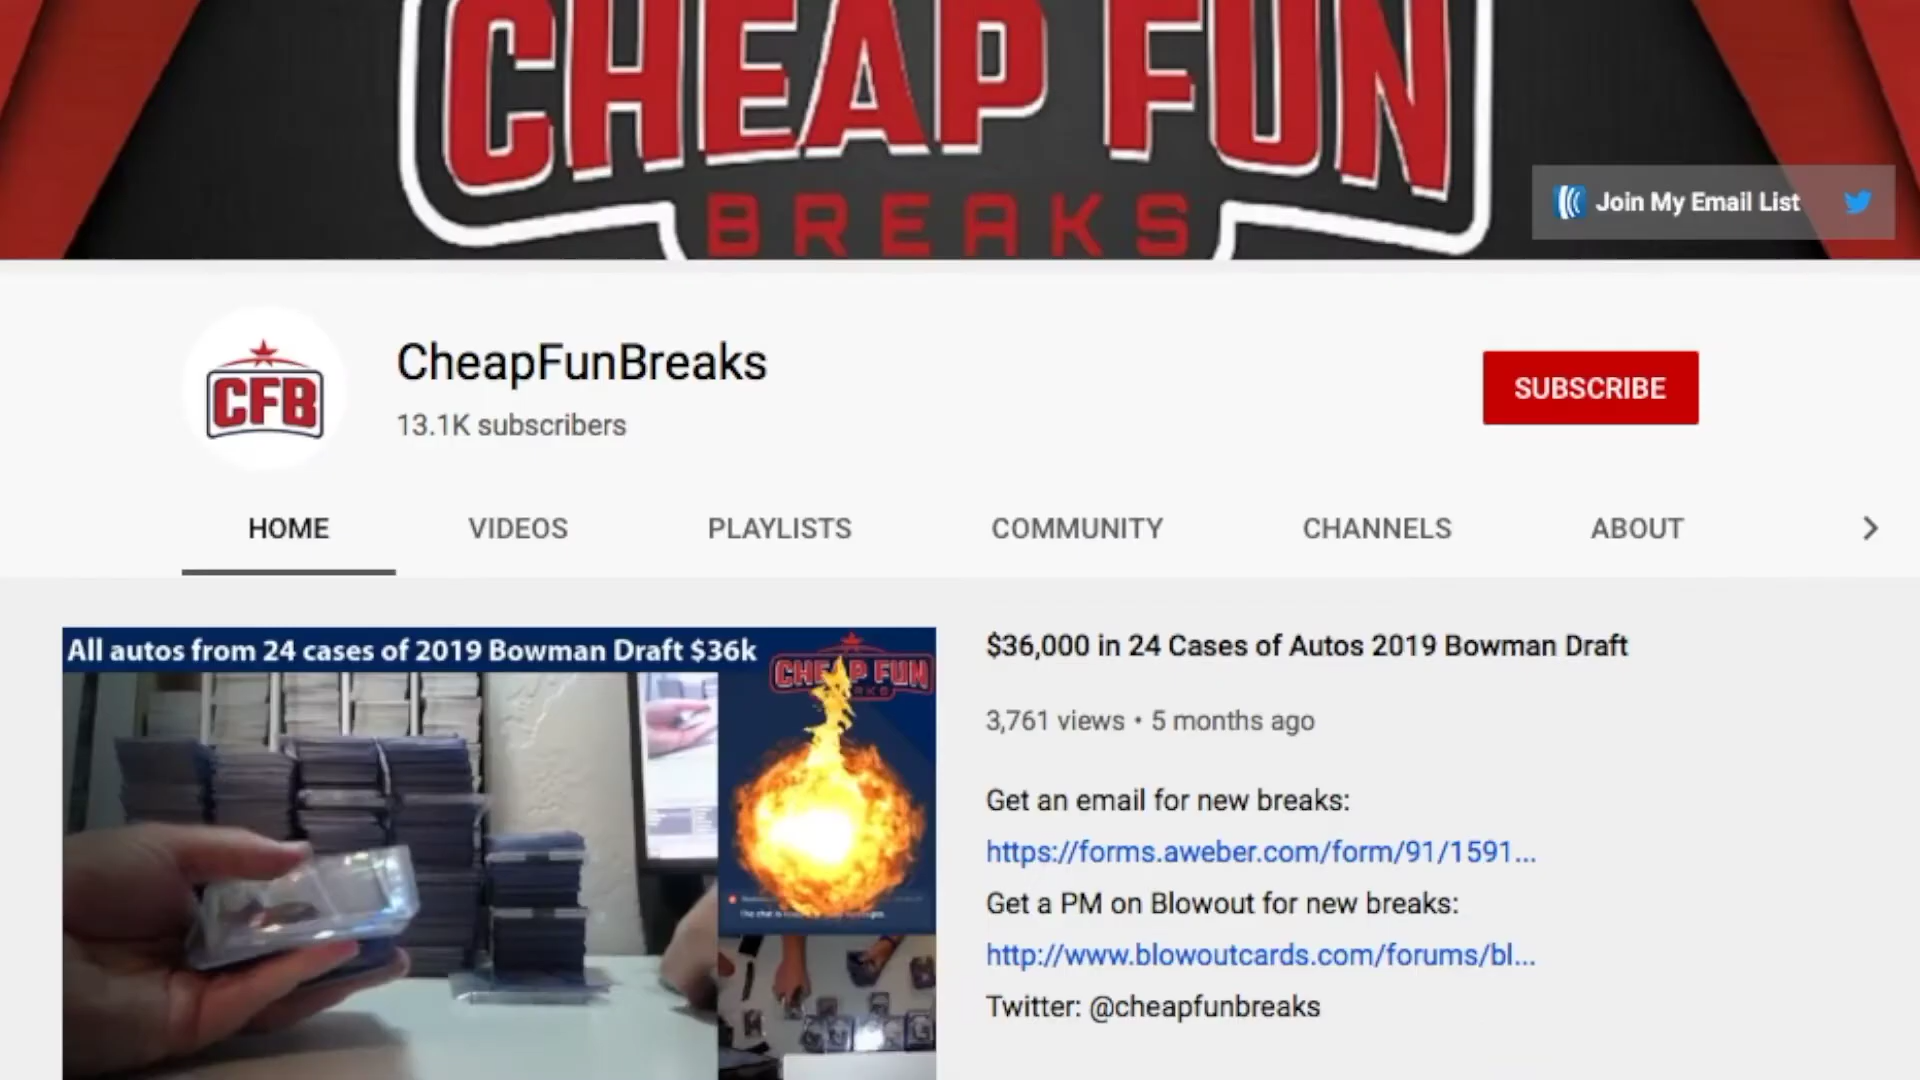 CHEAP FUN
BREAKS
Join My Email List
CFB
CheapFunBreaks
13.1K subscribers
SUBSCRIBE
HOME VIDEOS PLAYLISTS COMMUNITY CHANNELS ABOUT
All autos from 24 cases of 2019 Bowman Draft $36k
CHEAP FUN
$36,000 in 24 Cases of Autos 2019 Bowman Draft
3,761 views • 5 months ago
Get an email for new breaks:
https://forms.aweber.com/form/91/1591...
Get a PM on Blowout for new breaks:
http://www.blowoutcards.com/forums/bl...
Twitter: @cheapfunbreaks